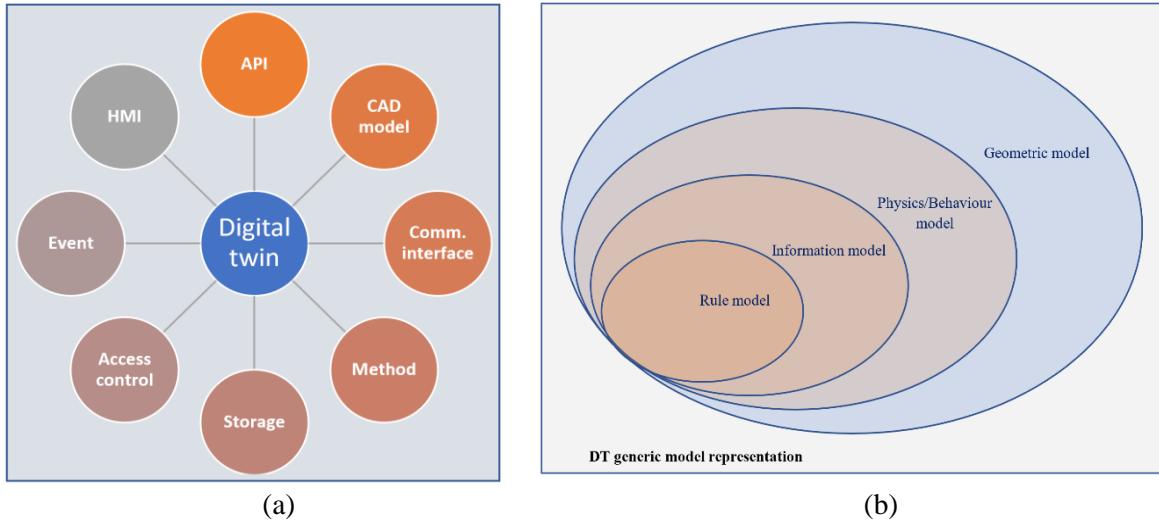 API
CAD
model
Comm.
interface
Method
Storage
Access
control
Event
HMI
Digital
twin
(a)
Geometric model
Physics/Behaviour
model
Information model
Rule model
DT generic model representation
(b)